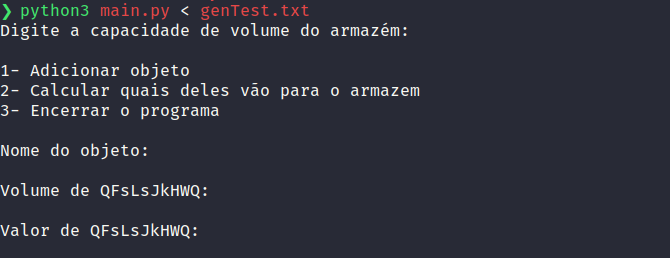 ❯ python3 main.py < genTest.txt
Digite a capacidade de volume do armazém:
1- Adicionar objeto
2- Calcular quais deles vão para o armazem
3- Encerrar o programa
Nome do objeto:
Volume de QFsLsJkHWQ:
Valor de QFsLsJkHWQ: